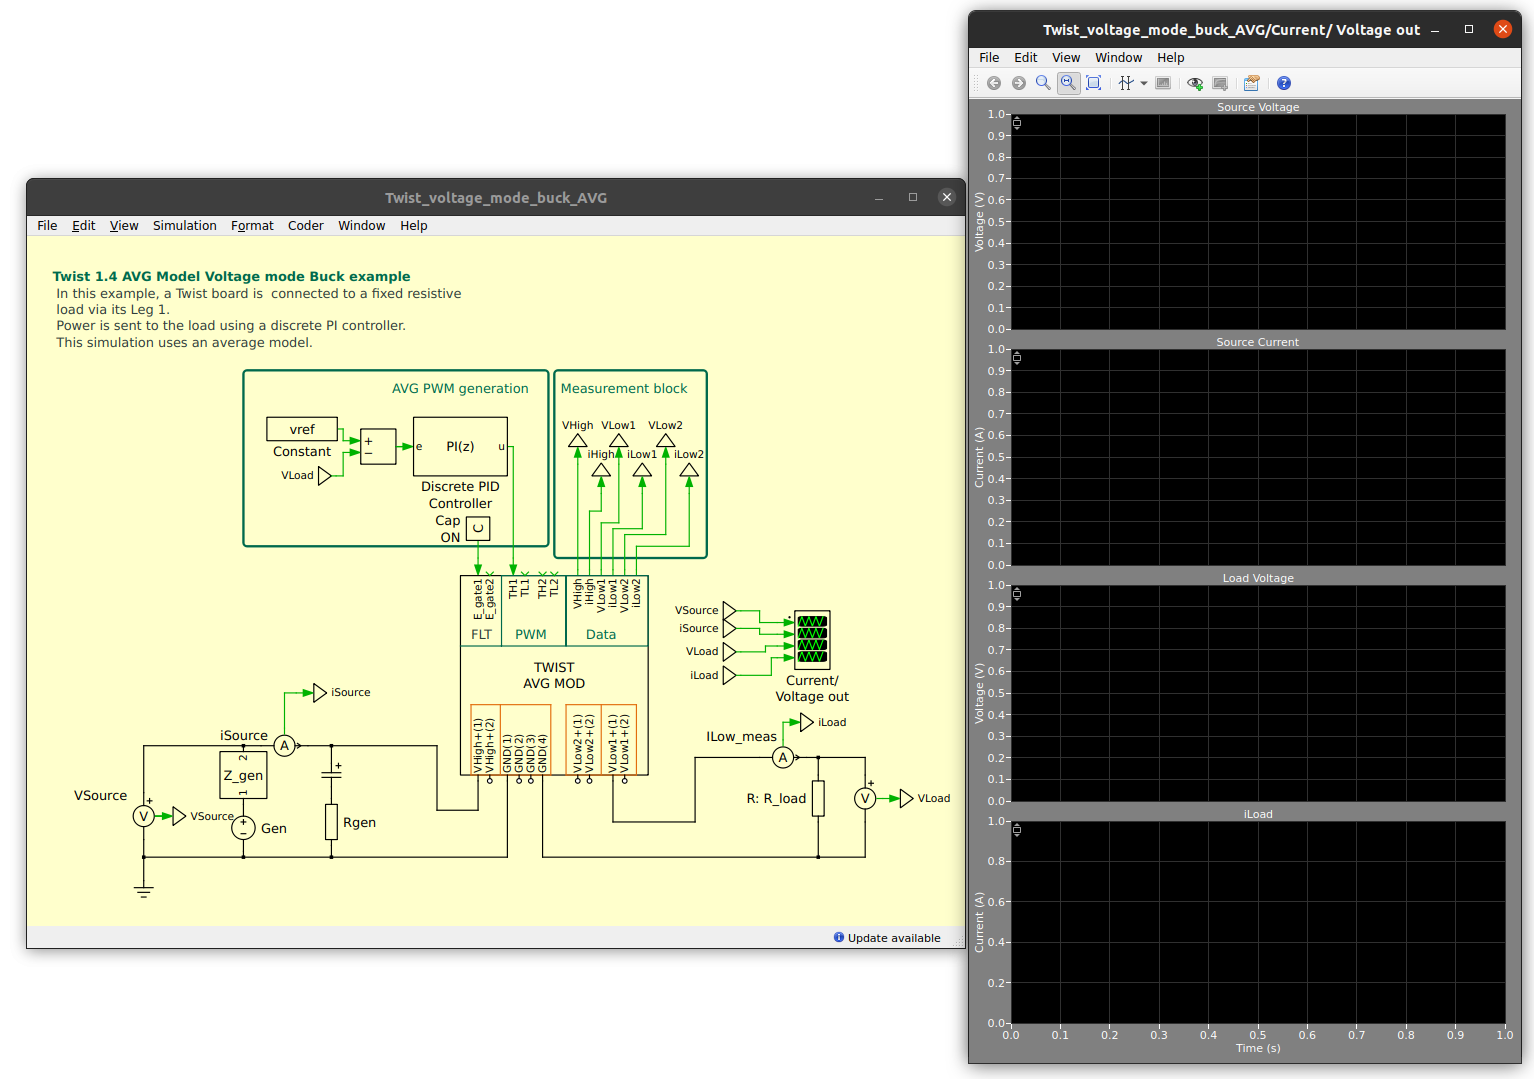 Twist_voltage_mode_buck_AVG
File Edit View Simulation Format Coder Window Help
Twist 1.4 AVG Model Voltage mode Buck example
In this example, a Twist board is connected to a fixed resistive
load via its Leg 1.
Power is sent to the load using a discrete PI controller.
This simulation uses an average model.
AVG PWM generation
vref
Constant
VLoad
+
−
e
PI(z)
u
Discrete PID
Controller
Cap
ON
C
Measurement block
VHigh VLow1 VLow2
iHigh iLow1 iLow2
E_gate1
E_gate2
TH1
TL1
TH2
TL2
VHigh
iHigh
VLow1
iLow1
VLow2
iLow2
FLT PWM Data
TWIST
AVG MOD
VHigh+(1)
VHigh+(2)
GND(1)
GND(2)
GND(3)
GND(4)
VLow2+(1)
VLow2+(2)
VLow1+(1)
VLow1+(2)
VSource
iSource
VLoad
iLoad
Current/
Voltage out
iSource
iSource
A
2
Z_gen
1
VSource
+
V
VSource
+
−
Gen
+
Rgen
ILow_meas
iLoad
A
R: R_load
+
V
VLoad
Update available
Twist_voltage_mode_buck_AVG/Current/ Voltage out
File Edit View Window Help
Source Voltage
Voltage (V)
1.0
0.9
0.8
0.7
0.6
0.5
0.4
0.3
0.2
0.1
0.0
Source Current
Current (A)
1.0
0.9
0.8
0.7
0.6
0.5
0.4
0.3
0.2
0.1
0.0
Load Voltage
Voltage (V)
1.0
0.9
0.8
0.7
0.6
0.5
0.4
0.3
0.2
0.1
0.0
iLoad
Current (A)
1.0
0.8
0.6
0.4
0.2
0.0
0.0 0.1 0.2 0.3 0.4 0.5 0.6 0.7 0.8 0.9 1.0
Time (s)